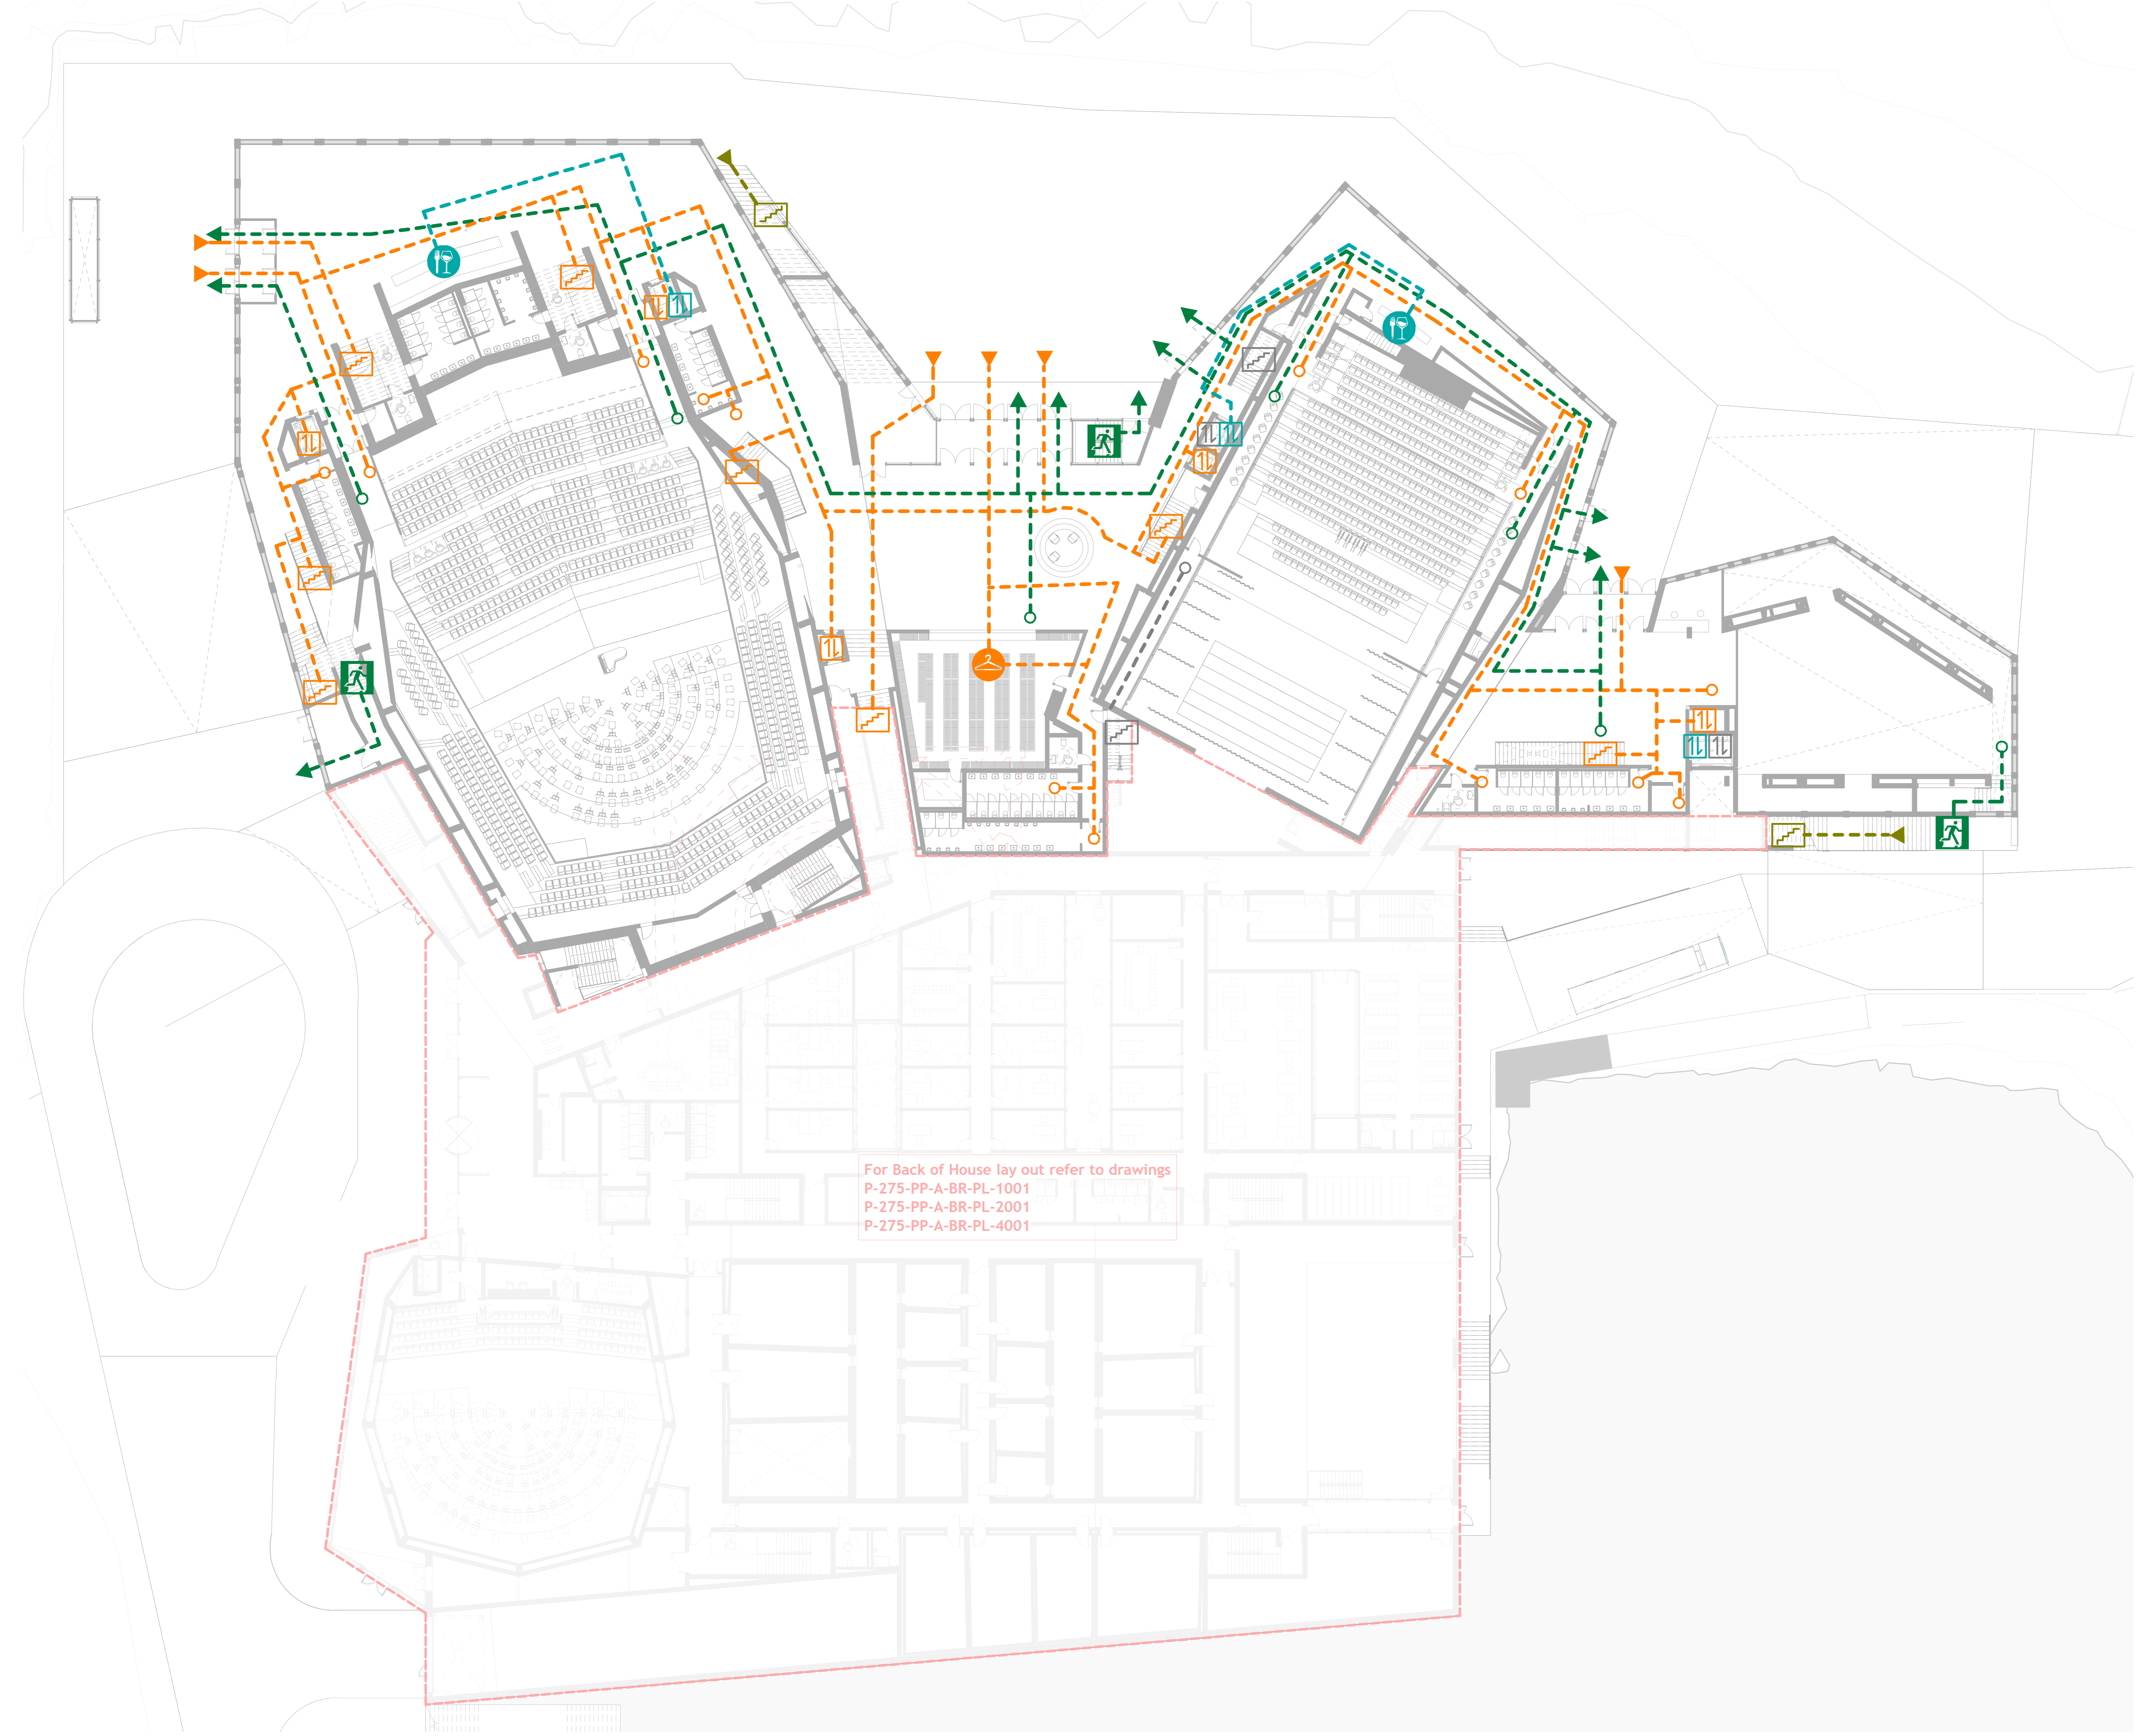 For Back of House lay out refer to drawings
P-275-PP-A-BR-PL-1001
P-275-PP-A-BR-PL-2001
P-275-PP-A-BR-PL-4001